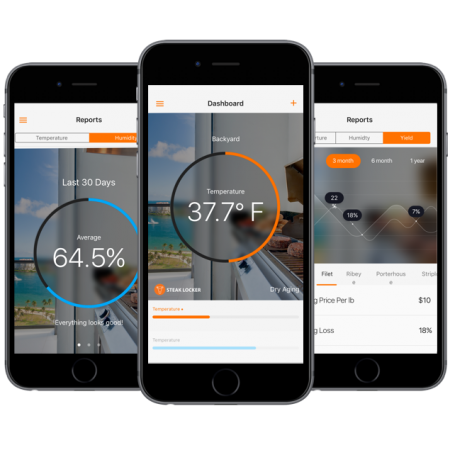 Reports
Temperature
Humidity
Last 30 Days
Average
64.5%
!Everything looks good!
Dashboard
+
Backyard
Temperature
37.7° F
STEAK LOCKER
Dry Aging
Temperature
Temperature
Reports
rture
Humidity
Yield
3 month
6 month
1 year
22
18%
7%
Filet
Ribey
Porterhous
Strip
g Price Per lb
$10
g Loss
18%